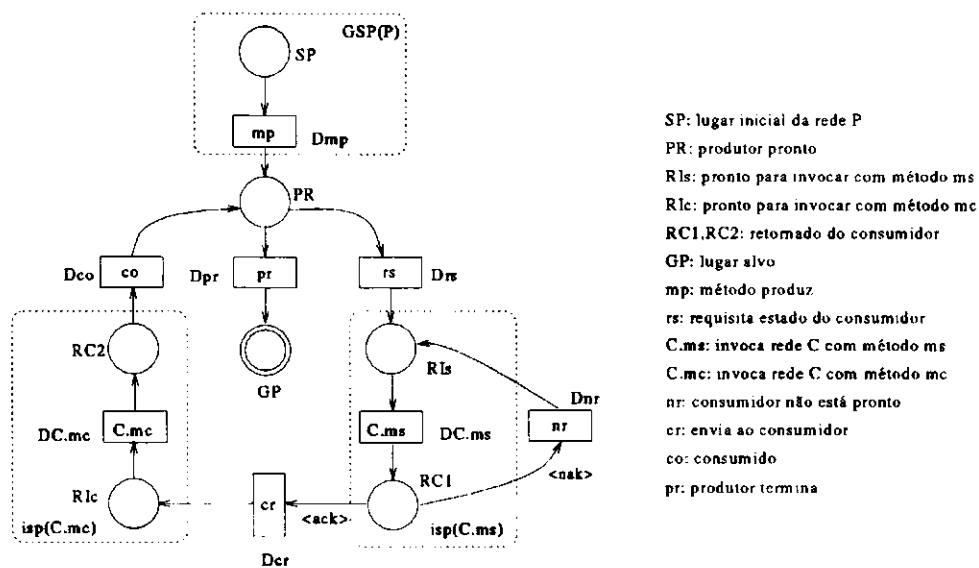 GSP(P)
SP
mp
Dmp
PR
Dco
co
Dpr
pr
rs
Drs
RC2
GP
RIs
Dnr
nr
DC.mc
C.mc
C.ms
DC.ms
<nak>
RIc
cr
<ack>
RC1
isp(C.mc)
isp(C.ms)
Dcr
SP: lugar inicial da rede P
PR: produtor pronto
RIs: pronto para invocar com método ms
RIc: pronto para invocar com método mc
RC1,RC2: retornado do consumidor
GP: lugar alvo
mp: método produz
rs: requisita estado do consumidor
C.ms: invoca rede C com método ms
C.mc: invoca rede C com método mc
nr: consumidor não está pronto
cr: envia ao consumidor
co: consumido
pr: produtor termina